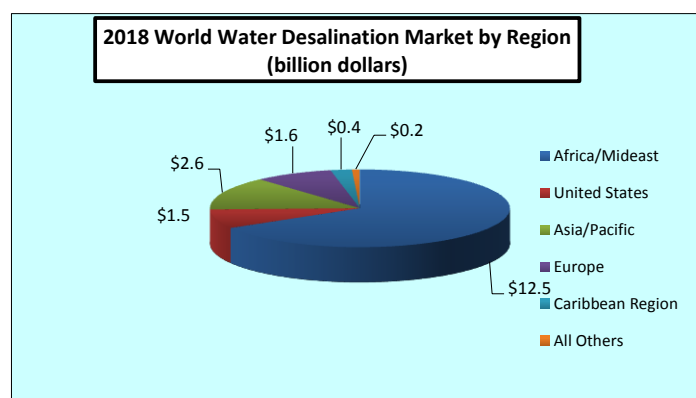 2018 World Water Desalination Market by Region
(billion dollars)
$0.4
$0.2
$1.6
$2.6
$1.5
$12.5
Africa/Mideast
United States
Asia/Pacific
Europe
Caribbean Region
All Others